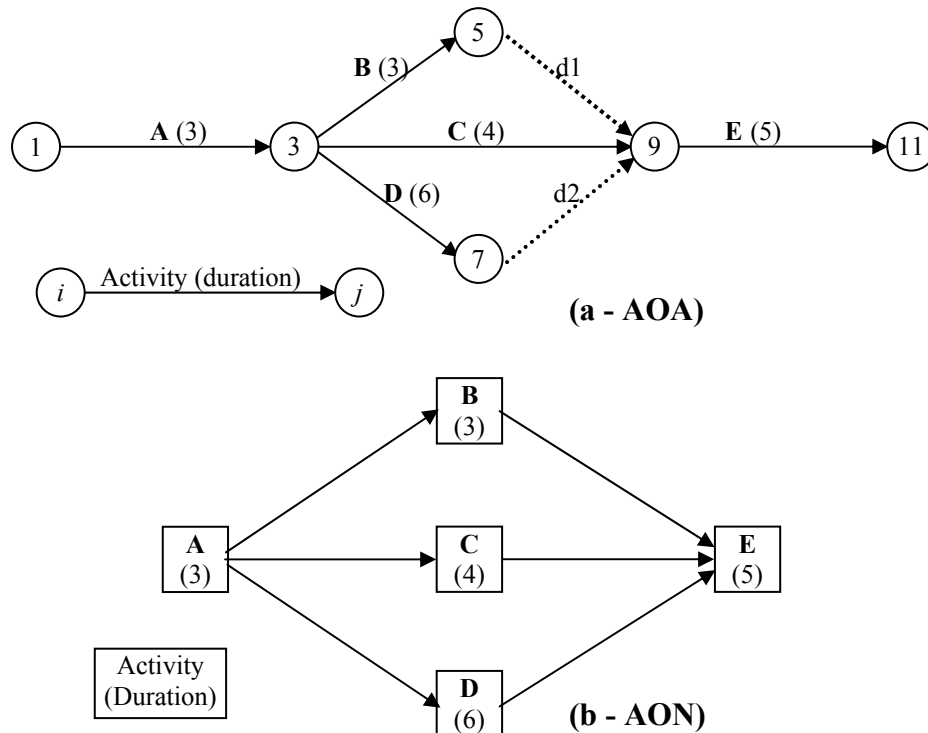 5
B (3)
d1
1
A (3)
3
C (4)
9
E (5)
11
D (6)
d2
7
i
Activity (duration)
j
(a - AOA)
B
(3)
A
(3)
C
(4)
E
(5)
Activity
(Duration)
D
(6)
(b - AON)